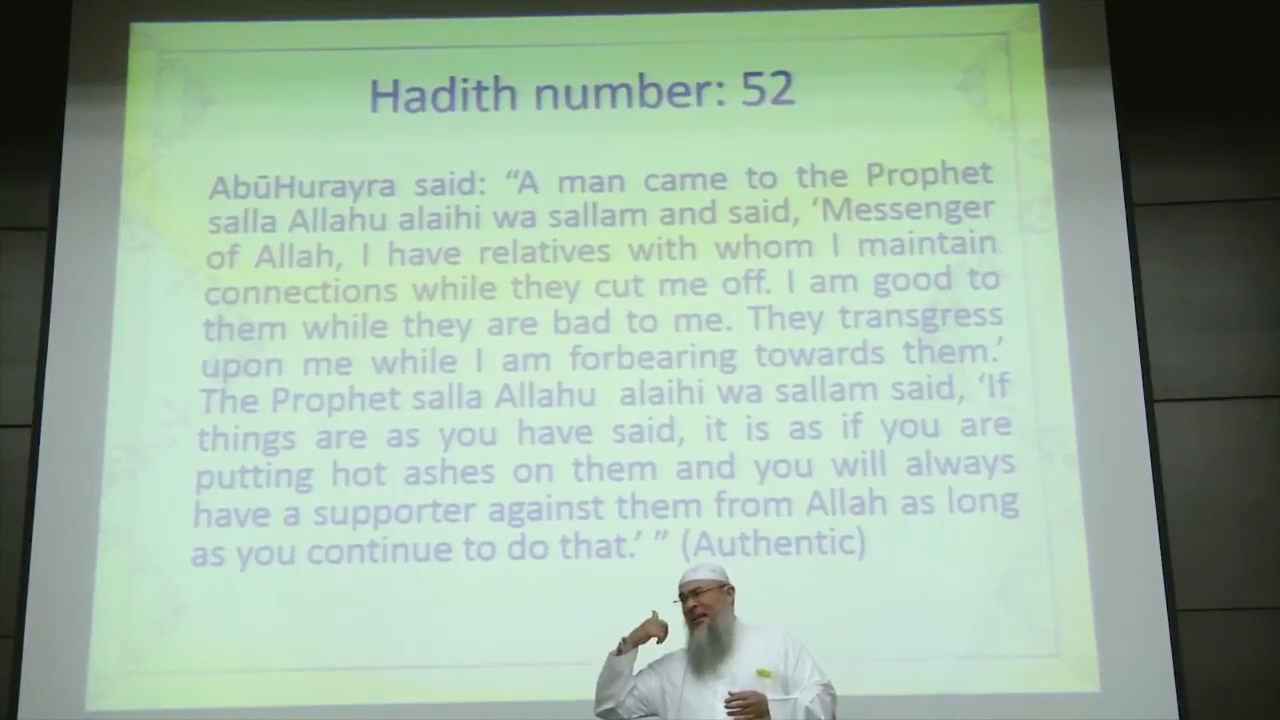 Hadith number: 52
AbūHurayra said: “A man came to the Prophet
salla Allahu alaihi wa sallam and said, ‘Messenger
of Allah, I have relatives with whom I maintain
connections while they cut me off. I am good to
them while they are bad to me. They transgress
upon me while I am forbearing towards them.’
The Prophet salla Allahu alaihi wa sallam said, ‘If
things are as you have said, it is as if you are
putting hot ashes on them and you will always
have a supporter against them from Allah as long
as you continue to do that.’ ” (Authentic)